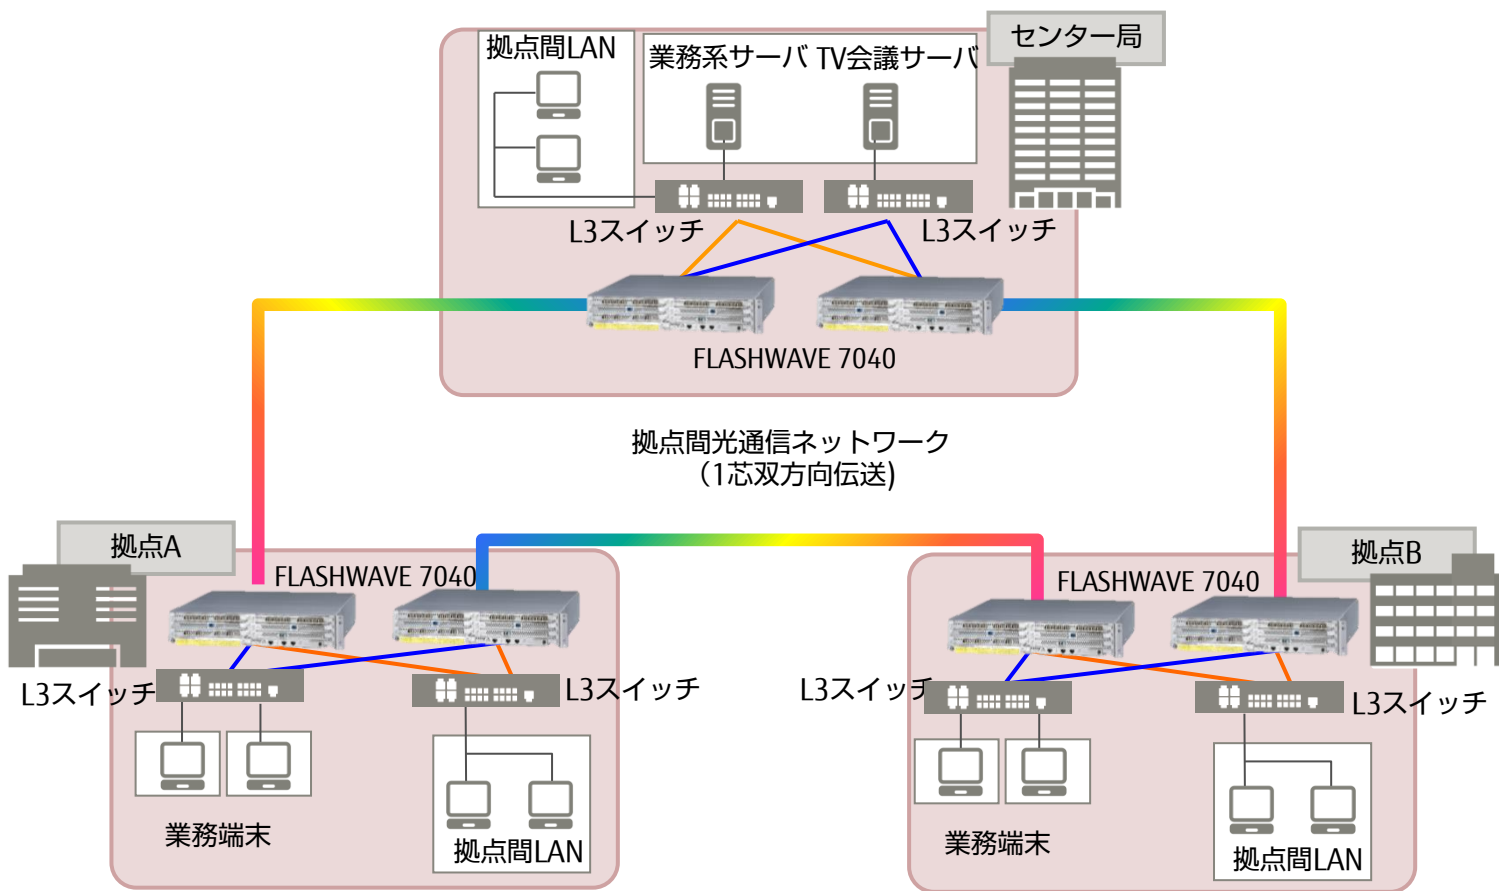 センター局
拠点間LAN
業務系サーバ
TV会議サーバ
L3スイッチ
L3スイッチ
FLASHWAVE 7040
拠点間光通信ネットワーク
（1芯双方向伝送)
拠点A
FLASHWAVE 7040
L3スイッチ
L3スイッチ
業務端末
拠点間LAN
拠点B
FLASHWAVE 7040
L3スイッチ
L3スイッチ
業務端末
拠点間LAN